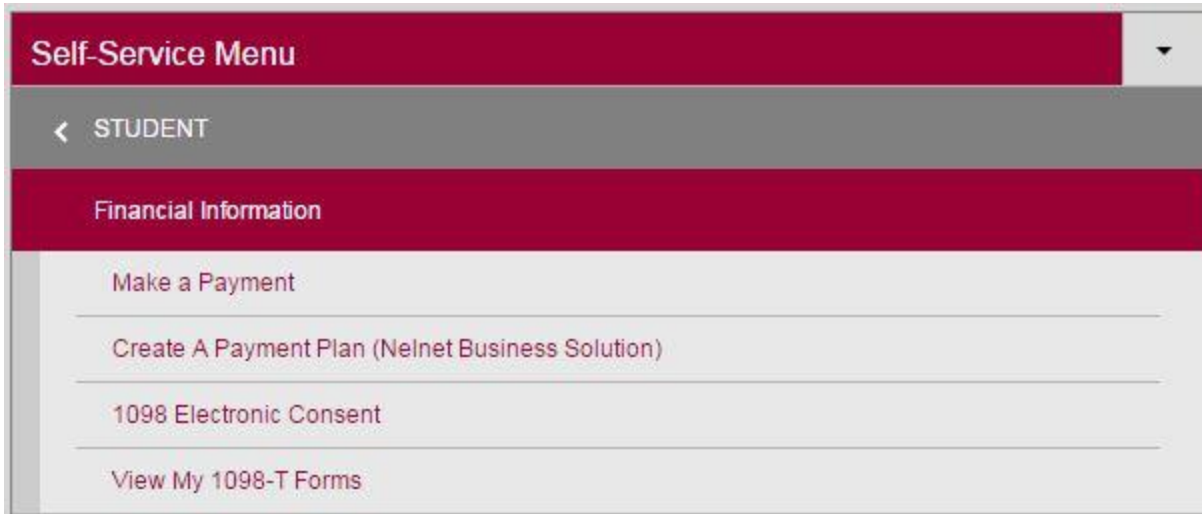 Self-Service Menu
STUDENT
Financial Information
Make a Payment
Create A Payment Plan (Nelnet Business Solution)
1098 Electronic Consent
View My 1098-T Forms